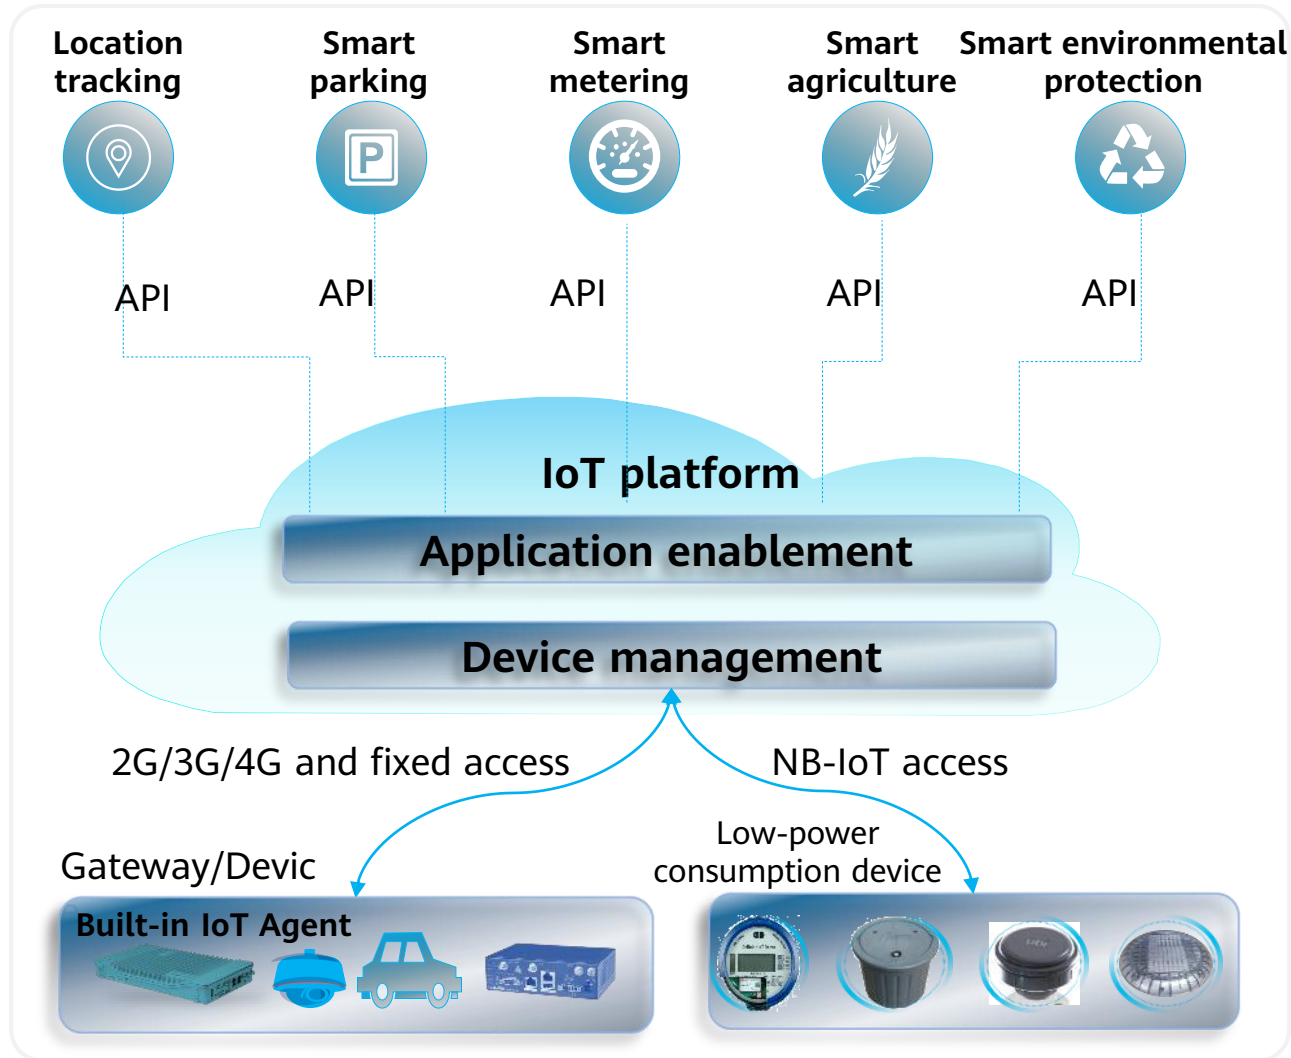 Location
tracking
Smart
parking
Smart
metering
Smart
agriculture
Smart environmental
protection
P
API
API
API
API
API
IoT platform
Application enablement
Device management
2G/3G/4G and fixed access
NB-IoT access
Low-power
consumption device
Gateway/Devic
Built-in IoT Agent